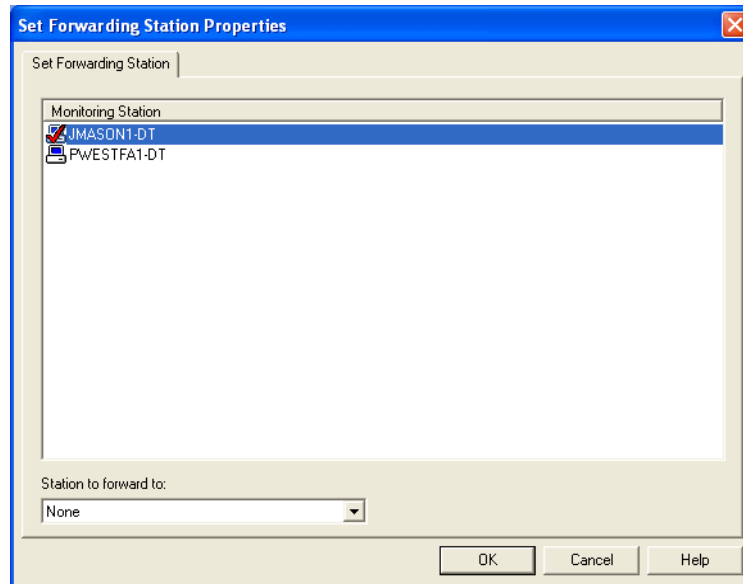 Set Forwarding Station Properties
Set Forwarding Station
Monitoring Station
JMASON1-DT
PWESTFA1-DT
Station to forward to:
None
OK Cancel Help